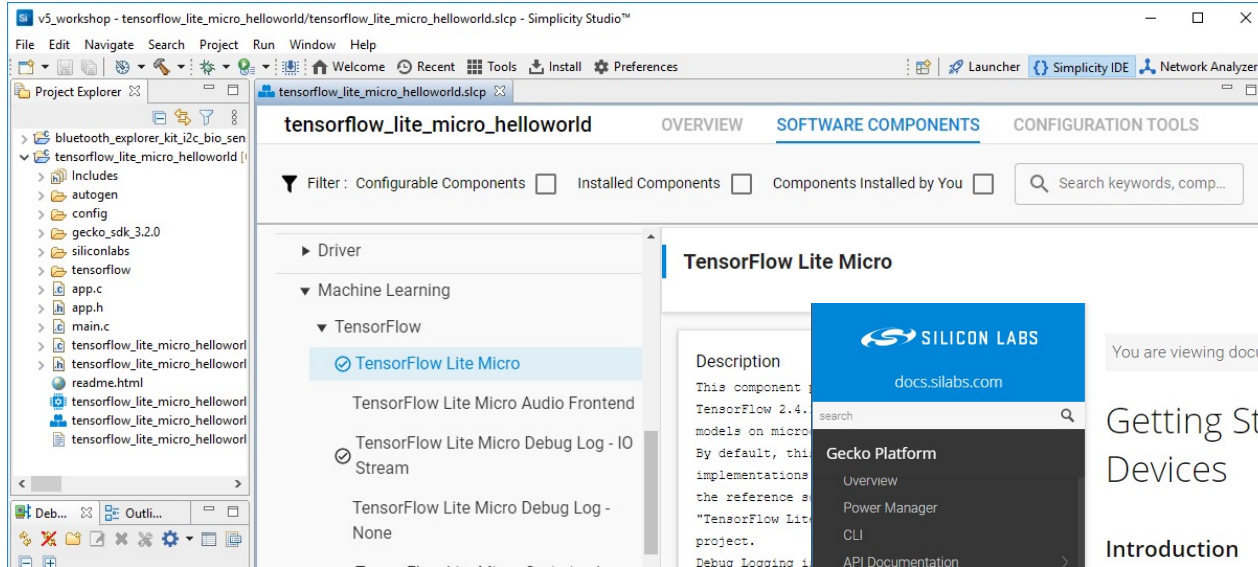 v5_workshop - tensorflow_lite_micro_helloworld/tensorflow_lite_micro_helloworld.slcp - Simplicity Studio™
File Edit Navigate Search Project Run Window Help
Welcome Recent Tools Install Preferences
Launcher {} Simplicity IDE Network Analyzer
Project Explorer
bluetooth_explorer_kit_i2c_bio_sen
tensorflow_lite_micro_helloworld [
Includes
autogen
config
gecko_sdk_3.2.0
siliconlabs
tensorflow
app.c
app.h
main.c
tensorflow_lite_micro_helloworl
tensorflow_lite_micro_helloworl
readme.html
tensorflow_lite_micro_helloworl
tensorflow_lite_micro_helloworl
tensorflow_lite_micro_helloworl
Deb... Outli...
tensorflow_lite_micro_helloworld.slcp
tensorflow_lite_micro_helloworld OVERVIEW SOFTWARE COMPONENTS CONFIGURATION TOOLS
Filter : Configurable Components Installed Components Components Installed by You Search keywords, comp...
Driver
Machine Learning
TensorFlow
TensorFlow Lite Micro
TensorFlow Lite Micro Audio Frontend
TensorFlow Lite Micro Debug Log - IO
Stream
TensorFlow Lite Micro Debug Log -
None
TensorFlow Lite Micro
Description
This component
TensorFlow 2.4.
models on micro
By default, thi
implementations
the reference s
"TensorFlow Lit
project.
Debug Logging i
SILICON LABS
docs.silabs.com
search
Gecko Platform
Overview
Power Manager
CLI
API Documentation
You are viewing docu
Getting St
Devices
Introduction